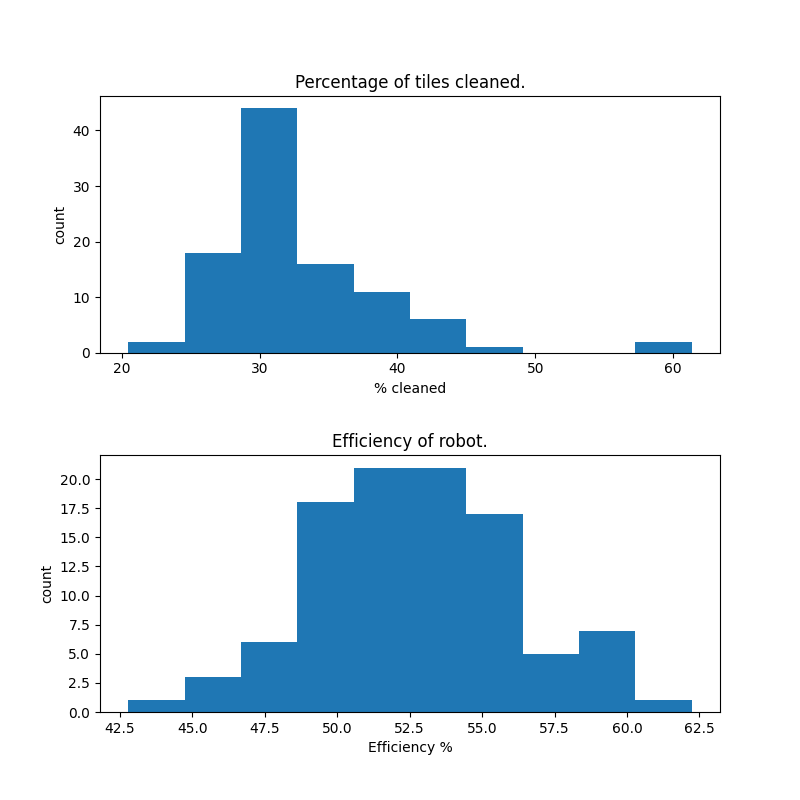 Percentage of tiles cleaned.
40
30
20
10
0
count
20 30 40 50 60
% cleaned
Efficiency of robot.
20.0
17.5
15.0
12.5
10.0
7.5
5.0
2.5
0.0
count
42.5 45.0 47.5 50.0 52.5 55.0 57.5 60.0 62.5
Efficiency %